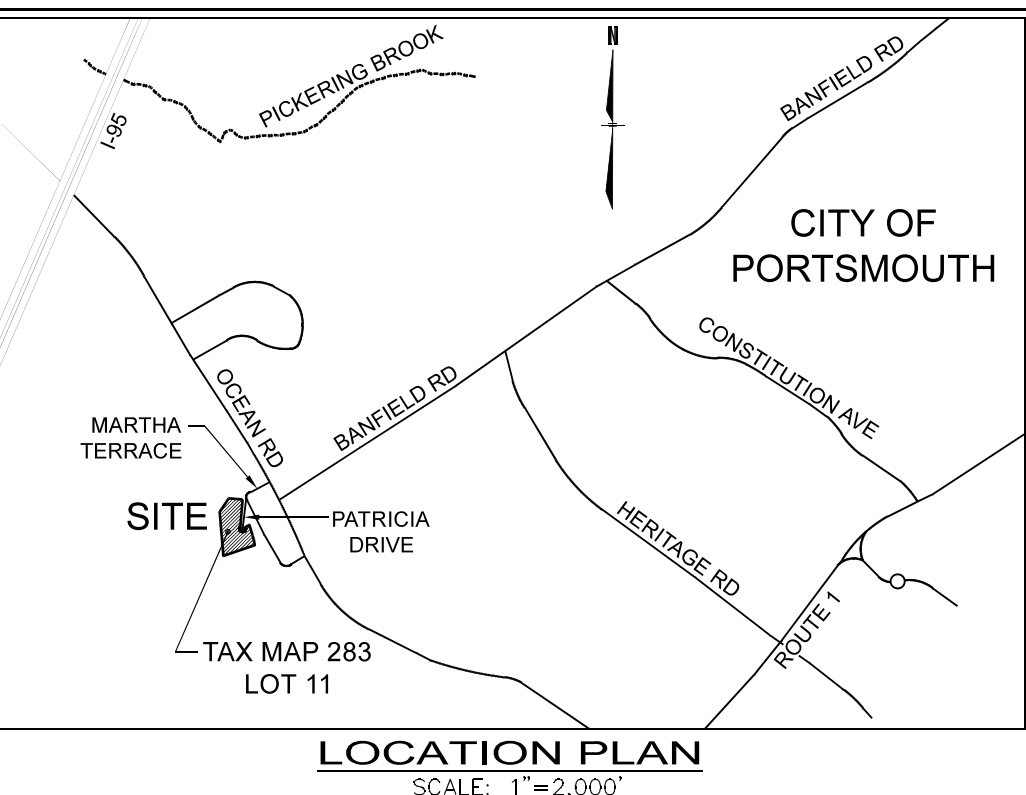 N
PICKERING BROOK
BANFIELD RD
I-95
CITY OF
PORTSMOUTH
CONSTITUTION AVE
OCEAN RD
BANFIELD RD
MARTHA
TERRACE
SITE
PATRICIA
DRIVE
HERITAGE RD
ROUTE 1
TAX MAP 283
LOT 11
LOCATION PLAN
SCALE: 1"=2,000'